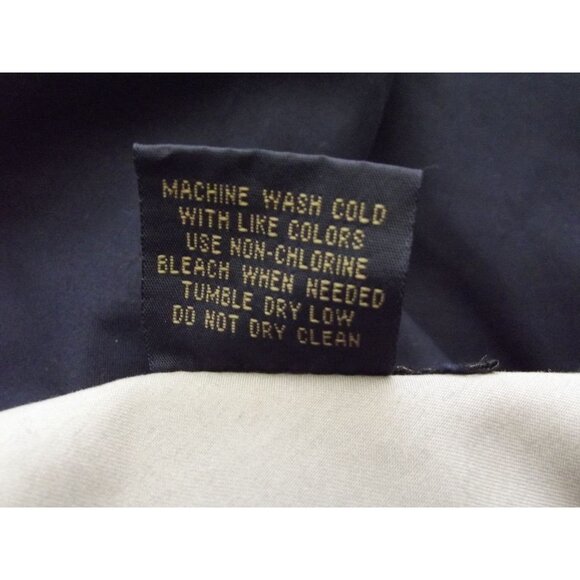 MACHINE WASH COLD
WITH LIKE COLORS
USE NON-CHLORINE
BLEACH WHEN NEEDED
TUMBLE DRY LOW
DO NOT DRY CLEAN